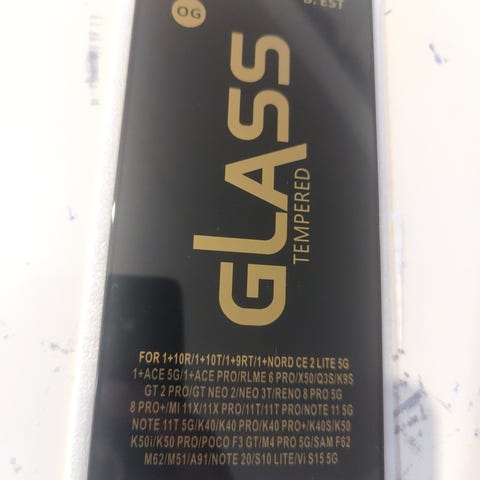 OG
B. EST
GLASS
TEMPERED
FOR 1+10R/1+10T/1+9RT/1+NORD CE 2 LITE 5G
1+ACE 5G/1+ACE PRO/RLME 6 PRO/X50/Q3S/K9S
GT 2 PRO/GT NEO 2/NEO 3T/RENO 8 PRO 5G
8 PRO+/MI 11X/11X PRO/11T/11T PRO/NOTE 11 5G
NOTE 11T 5G/K40/K40 PRO/K40 PRO+/K40S/K50
K50i/K50 PRO/POCO F3 GT/M4 PRO 5G/SAM F62
M62/M51/A91/NOTE 20/S10 LITE/Vi S15 5G